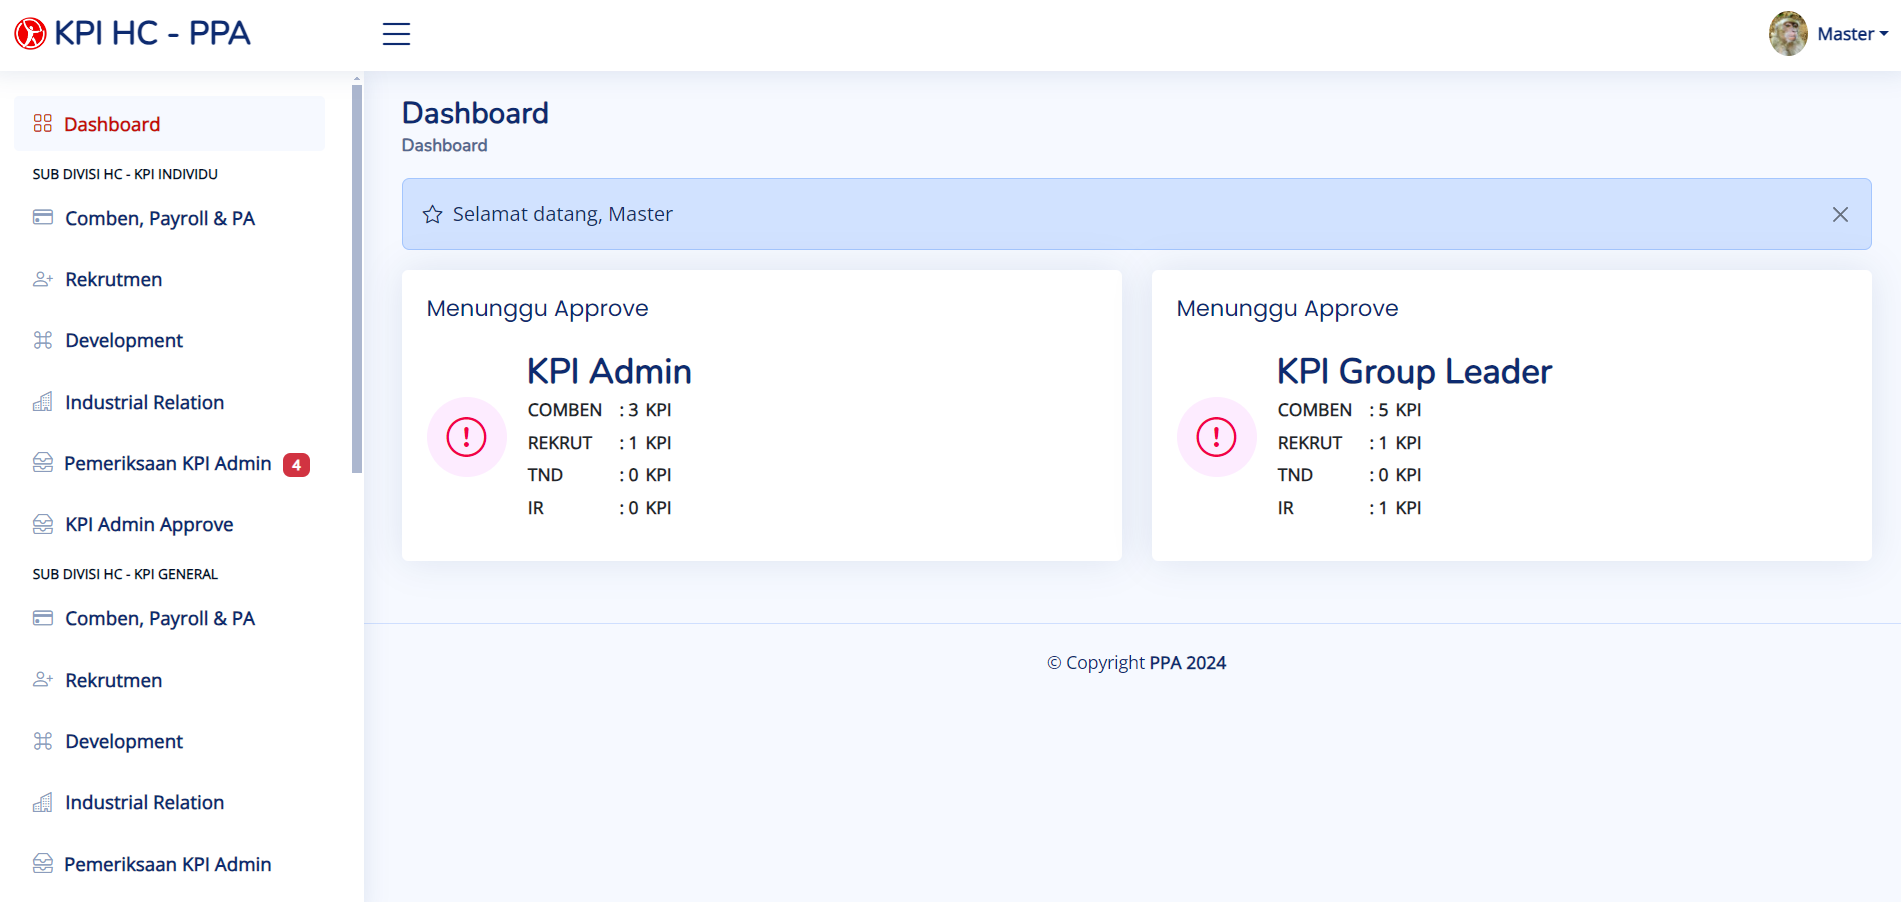 KPI HC - PPA
Master
Dashboard
SUB DIVISI HC - KPI INDIVIDU
Comben, Payroll & PA
Rekrutmen
Development
Industrial Relation
Pemeriksaan KPI Admin 4
KPI Admin Approve
SUB DIVISI HC - KPI GENERAL
Comben, Payroll & PA
Rekrutmen
Development
Industrial Relation
Pemeriksaan KPI Admin
Dashboard
Dashboard
Selamat datang, Master
Menunggu Approve
KPI Admin
COMBEN : 3 KPI
REKRUT : 1 KPI
TND : 0 KPI
IR : 0 KPI
Menunggu Approve
KPI Group Leader
COMBEN : 5 KPI
REKRUT : 1 KPI
TND : 0 KPI
IR : 1 KPI
© Copyright PPA 2024